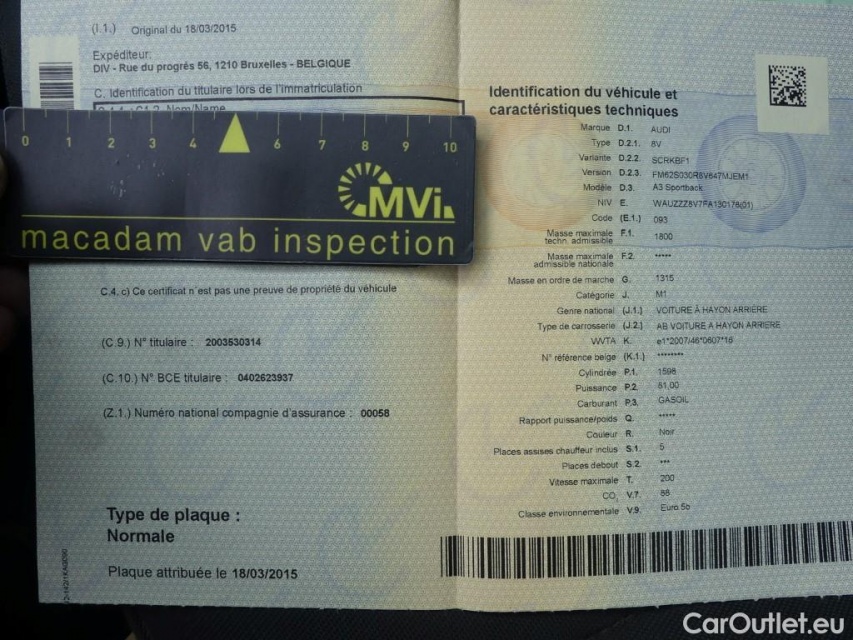 (I.1.) Original du 18/03/2015
Expéditeur:
DIV - Rue du progrès 56, 1210 Bruxelles - BELGIQUE
C. Identification du titulaire lors de l'immatriculation
C.1.1. C1.2. Nom/Name
0 1 2 3 4 6 7 8 9 10
MVi.
macadam vab inspection
C.4. c) Ce certificat n'est pas une preuve de propriété du véhicule
(C.9.) N° titulaire : 2003530314
(C.10.) N° BCE titulaire : 0402623937
(Z.1.) Numéro national compagnie d'assurance : 00058
Type de plaque :
Normale
Plaque attribuée le 18/03/2015
Identification du véhicule et
caractéristiques techniques
Marque D.1. AUDI
Type D.2.1. 8V
Variante D.2.2. SCRKBF1
Version D.2.3. FM62S030R8V847MJEM1
Modèle D.3. A3 Sportback
NIV E. WAUZZZ8V7FA130178(01)
Code (E.1.) 093
Masse maximale
techn. admissible F.1. 1800
Masse maximale
admissible nationale F.2. *****
Masse en ordre de marche G. 1315
Catégorie J. M1
Genre national (J.1.) VOITURE À HAYON ARRIERE
Type de carrosserie (J.2.) AB VOITURE A HAYON ARRIERE
WVTA K. e1*2007/46*0607*16
N° référence belge (K.1.) ********
Cylindrée P.1. 1598
Puissance P.2. 81,00
Carburant P.3. GASOIL
Rapport puissance/poids Q. *****
Couleur R. Noir
Places assises chauffeur inclus S.1. 5
Places debout S.2. ***
Vitesse maximale T. 200
CO2 V.7. 88
Classe environnementale V.9. Euro 5b
CarOutlet.eu